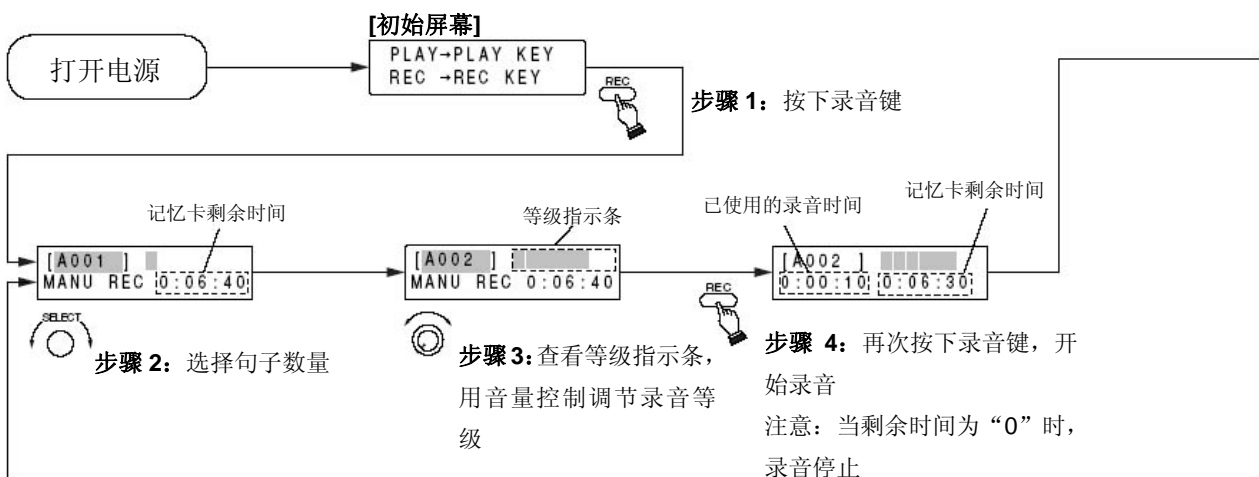 [初始屏幕]
打开电源
PLAY→PLAY KEY
REC →REC KEY
REC
步骤 1：按下录音键
记忆卡剩余时间
等级指示条
已使用的录音时间
记忆卡剩余时间
[A001 ]
MANU REC 0:06:40
[A002 ]
MANU REC 0:06:40
[A002 ]
0:00:10 0:06:30
SELECT
REC
步骤 2：选择句子数量
步骤 3：查看等级指示条，
用音量控制调节录音等
级
步骤 4：再次按下录音键，开
始录音
注意：当剩余时间为“0”时，
录音停止